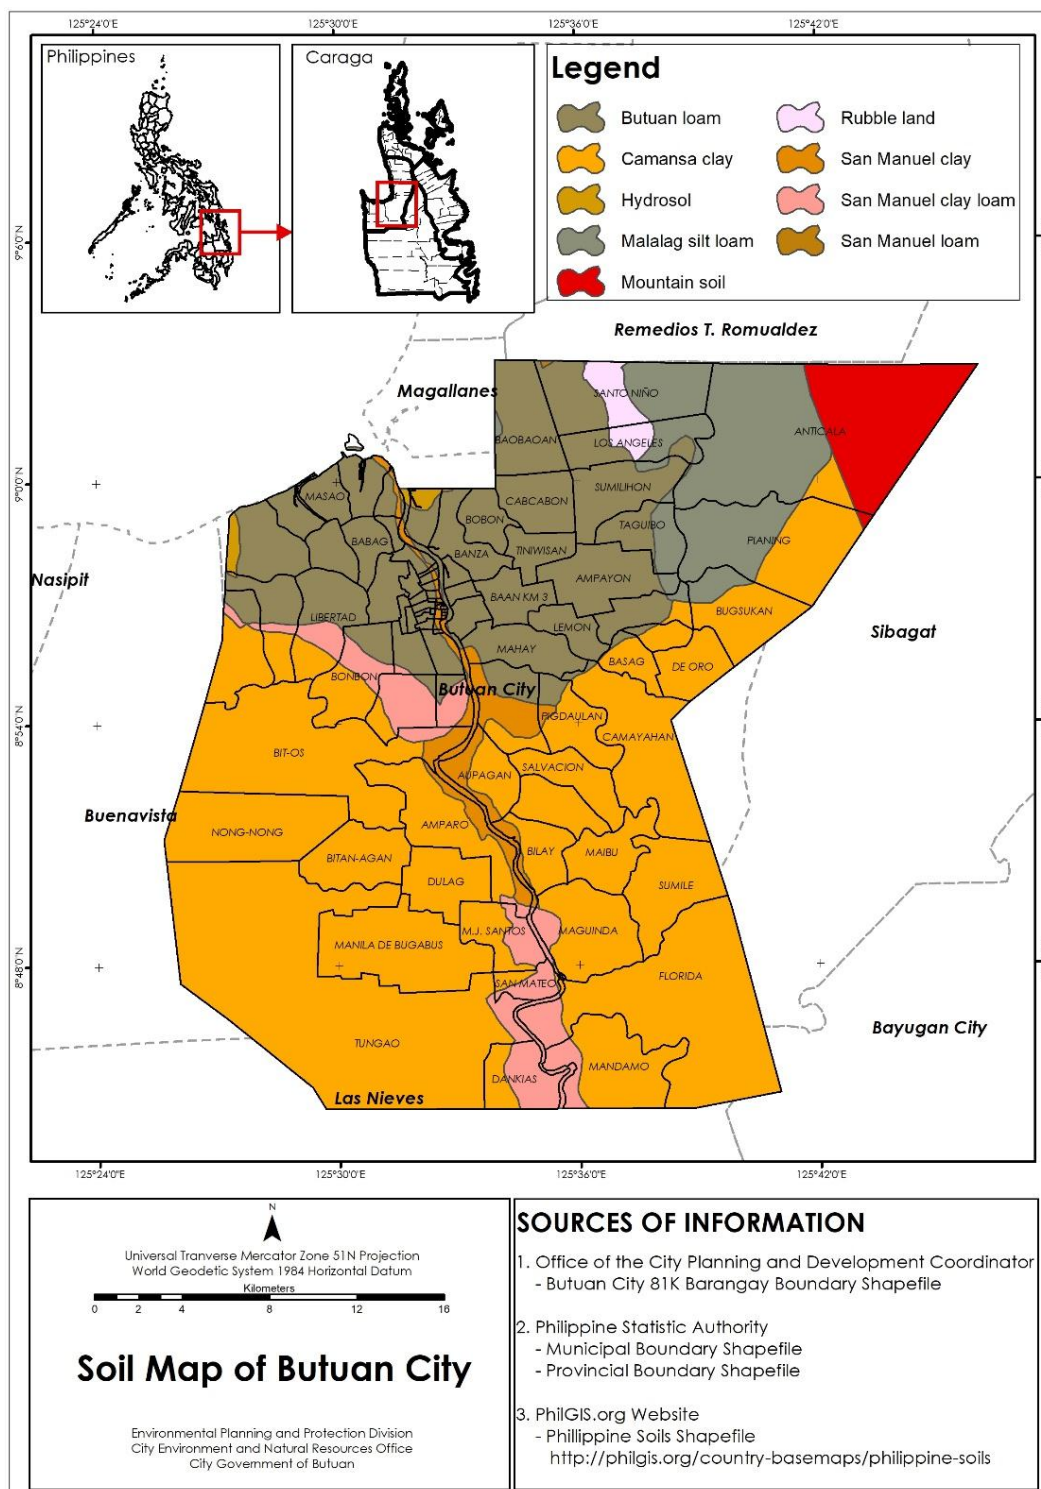 125°24'0"E
125°30'0"E
125°36'0"E
125°42'0"E
Philippines
Caraga
Legend
Butuan loam
Camansa clay
Hydrosol
Malalag silt loam
Mountain soil
Rubble land
San Manuel clay
San Manuel clay loam
San Manuel loam
9°6'0"N
9°0'0"N
8°54'0"N
8°48'0"N
Remedios T. Romualdez
Magallanes
SANTO NIÑO
BAOBAOAN
LOS ANGELES
ANTICALA
MASAO
CABCABON
SUMILIHON
BOBON
TAGUIBO
BABAG
BANZA
TINIWISAN
PIANING
Nasipit
AMPAYON
BAAN KM 3
BUGSUKAN
LIBERTAD
LEMON
Sibagat
MAHAY
BASAG
DE ORO
BONBON
Butuan City
PIGDAULAN
CAMAYAHAN
BIT-OS
SALVACION
AUPAGAN
Buenavista
NONG-NONG
AMPARO
BITAN-AGAN
BILAY
MAIBU
DULAG
SUMILE
M.J. SANTOS
MAGUINDA
MANILA DE BUGABUS
FLORIDA
SAN MATEO
Bayugan City
TUNGAO
DANKIAS
MANDAMO
Las Nieves
125°24'0"E
125°30'0"E
125°36'0"E
125°42'0"E
N
Universal Tranverse Mercator Zone 51N Projection
World Geodetic System 1984 Horizontal Datum
Kilometers
0 2 4 8 12 16
Soil Map of Butuan City
Environmental Planning and Protection Division
City Environment and Natural Resources Office
City Government of Butuan
SOURCES OF INFORMATION
1. Office of the City Planning and Development Coordinator
- Butuan City 81K Barangay Boundary Shapefile
2. Philippine Statistic Authority
- Municipal Boundary Shapefile
- Provincial Boundary Shapefile
3. PhilGIS.org Website
- Phillippine Soils Shapefile
http://philgis.org/country-basemaps/philippine-soils